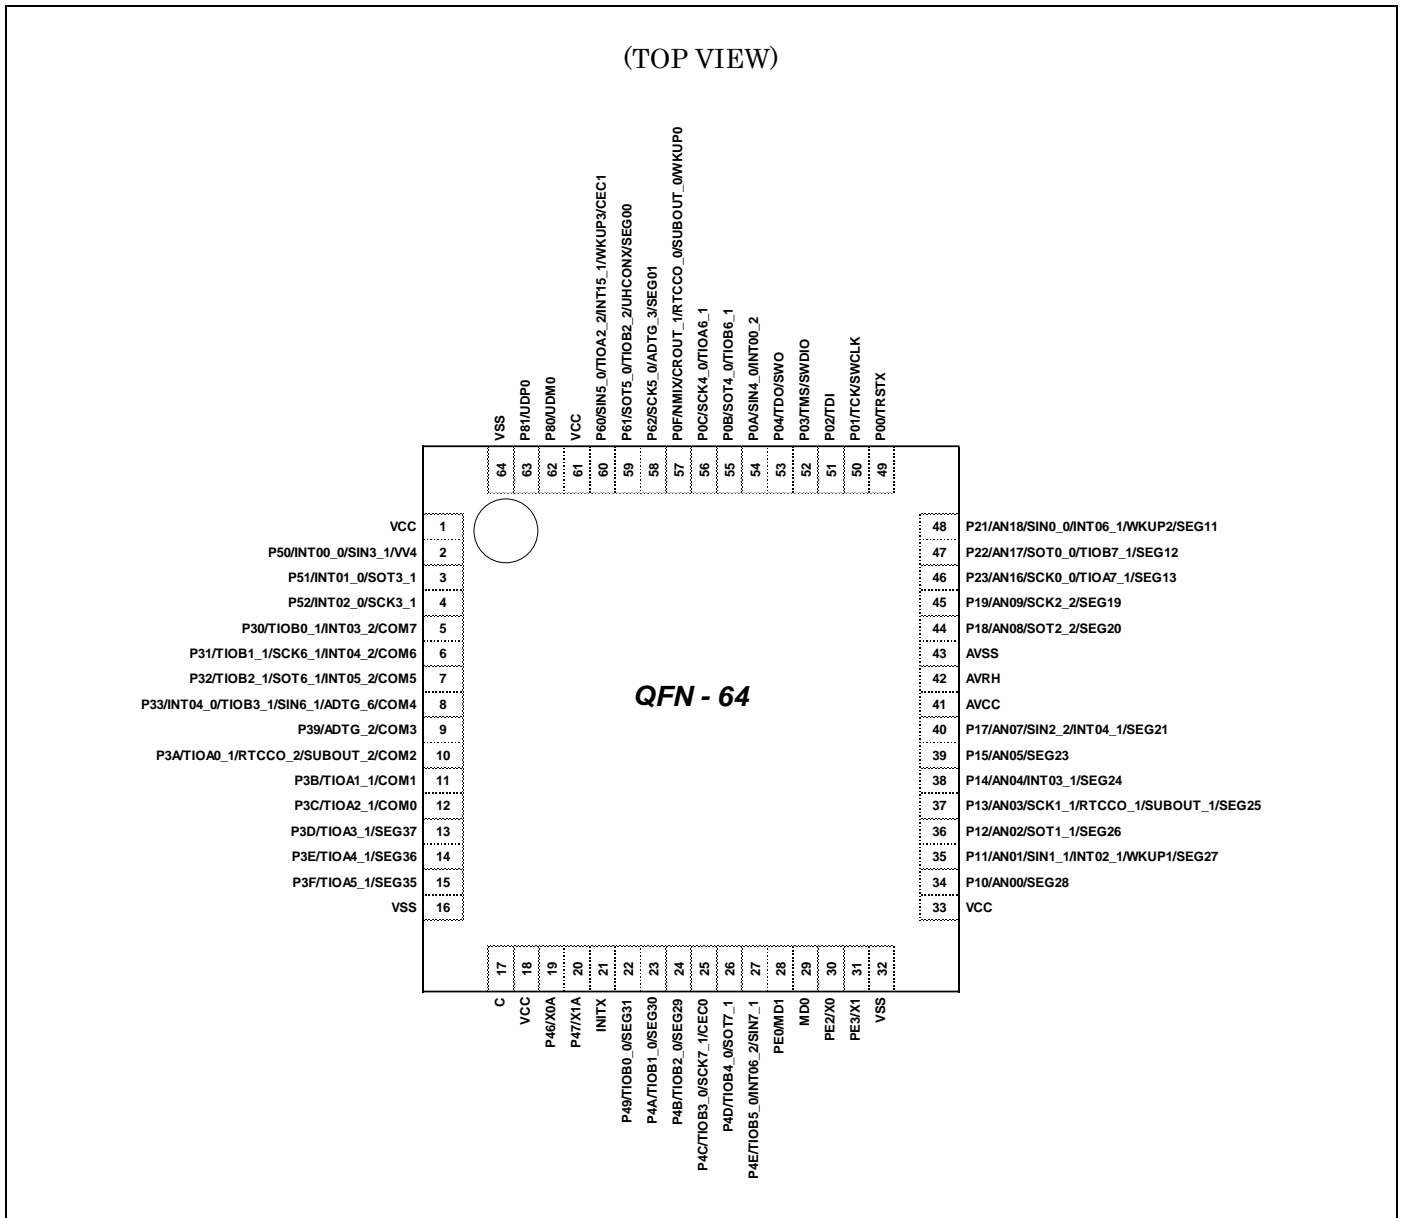 (TOP VIEW)
VSS
P81/UDP0
P80/UDM0
VCC
P60/SIN5_0/TIOA2_2/INT15_1/WKUP3/CEC1
P61/SOT5_0/TIOB2_2/UHCONX/SEG00
P62/SCK5_0/ADTG_3/SEG01
P0F/NMIX/CROUT_1/RTCCO_0/SUBOUT_0/WKUP0
P0C/SCK4_0/TIOA6_1
P0B/SOT4_0/TIOB6_1
P0A/SIN4_0/INT00_2
P04/TDO/SWO
P03/TMS/SWDIO
P02/TDI
P01/TCK/SWCLK
P00/TRSTX
64
63
62
61
60
59
58
57
56
55
54
53
52
51
50
49
VCC 1
P50/INT00_0/SIN3_1/VV4 2
P51/INT01_0/SOT3_1 3
P52/INT02_0/SCK3_1 4
P30/TIOB0_1/INT03_2/COM7 5
P31/TIOB1_1/SCK6_1/INT04_2/COM6 6
P32/TIOB2_1/SOT6_1/INT05_2/COM5 7
P33/INT04_0/TIOB3_1/SIN6_1/ADTG_6/COM4 8
P39/ADTG_2/COM3 9
P3A/TIOA0_1/RTCCO_2/SUBOUT_2/COM2 10
P3B/TIOA1_1/COM1 11
P3C/TIOA2_1/COM0 12
P3D/TIOA3_1/SEG37 13
P3E/TIOA4_1/SEG36 14
P3F/TIOA5_1/SEG35 15
VSS 16
QFN - 64
48 P21/AN18/SIN0_0/INT06_1/WKUP2/SEG11
47 P22/AN17/SOT0_0/TIOB7_1/SEG12
46 P23/AN16/SCK0_0/TIOA7_1/SEG13
45 P19/AN09/SCK2_2/SEG19
44 P18/AN08/SOT2_2/SEG20
43 AVSS
42 AVRH
41 AVCC
40 P17/AN07/SIN2_2/INT04_1/SEG21
39 P15/AN05/SEG23
38 P14/AN04/INT03_1/SEG24
37 P13/AN03/SCK1_1/RTCCO_1/SUBOUT_1/SEG25
36 P12/AN02/SOT1_1/SEG26
35 P11/AN01/SIN1_1/INT02_1/WKUP1/SEG27
34 P10/AN00/SEG28
33 VCC
17
18
19
20
21
22
23
24
25
26
27
28
29
30
31
32
C
VCC
P46/X0A
P47/X1A
INITX
P49/TIOB0_0/SEG31
P4A/TIOB1_0/SEG30
P4B/TIOB2_0/SEG29
P4C/TIOB3_0/SCK7_1/CEC0
P4D/TIOB4_0/SOT7_1
P4E/TIOB5_0/INT06_2/SIN7_1
PE0/MD1
MD0
PE2/X0
PE3/X1
VSS